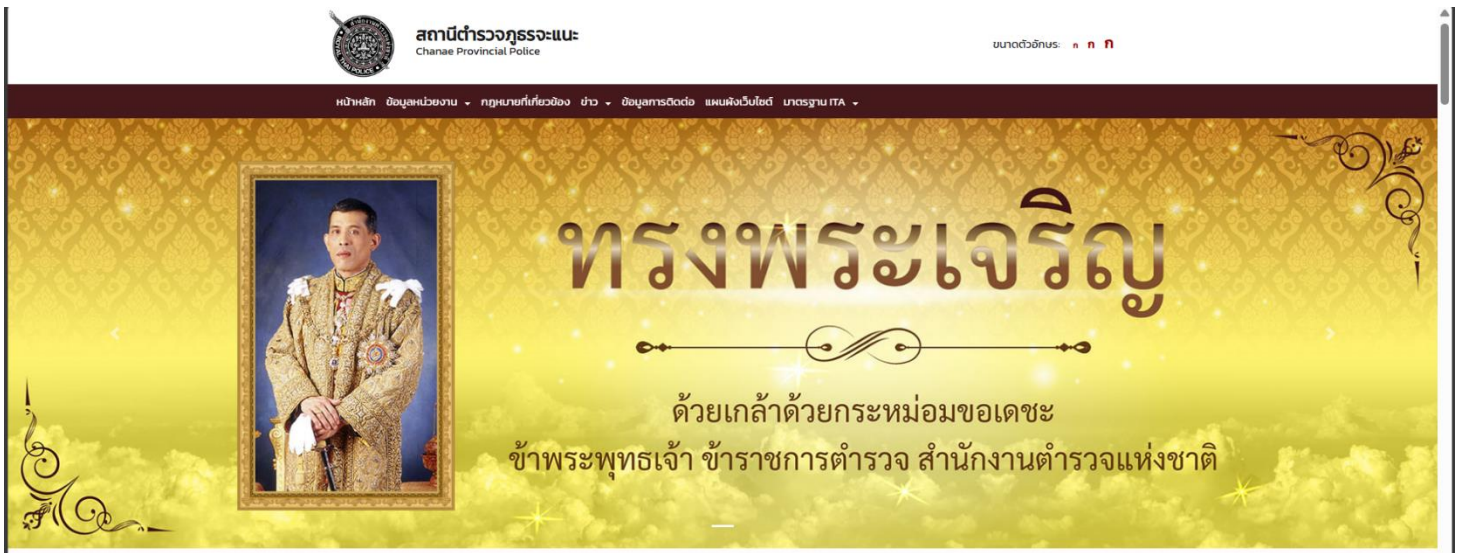 สถานีตำรวจภูธรจะแนะ
Chanae Provincial Police
ขนาดตัวอักษร: ก ก ก
หน้าหลัก ข้อมูลหน่วยงาน กฎหมายที่เกี่ยวข้อง ข่าว ข้อมูลการติดต่อ แผนผังเว็บไซต์ มาตรฐาน ITA
ทรงพระเจริญ
ด้วยเกล้าด้วยกระหม่อมขอเดชะ
ข้าพระพุทธเจ้า ข้าราชการตำรวจ สำนักงานตำรวจแห่งชาติ